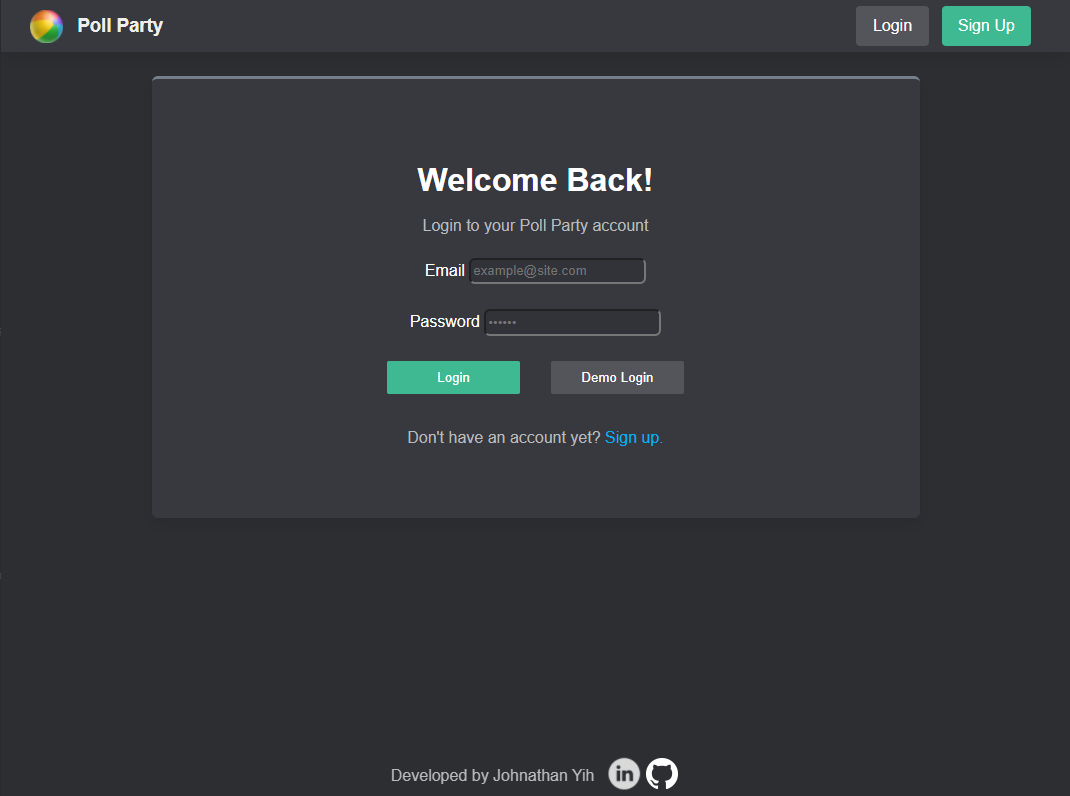 Poll Party
Login
Sign Up
Welcome Back!
Login to your Poll Party account
Email example@site.com
Password ••••••
Login
Demo Login
Don't have an account yet? Sign up.
Developed by Johnathan Yih in